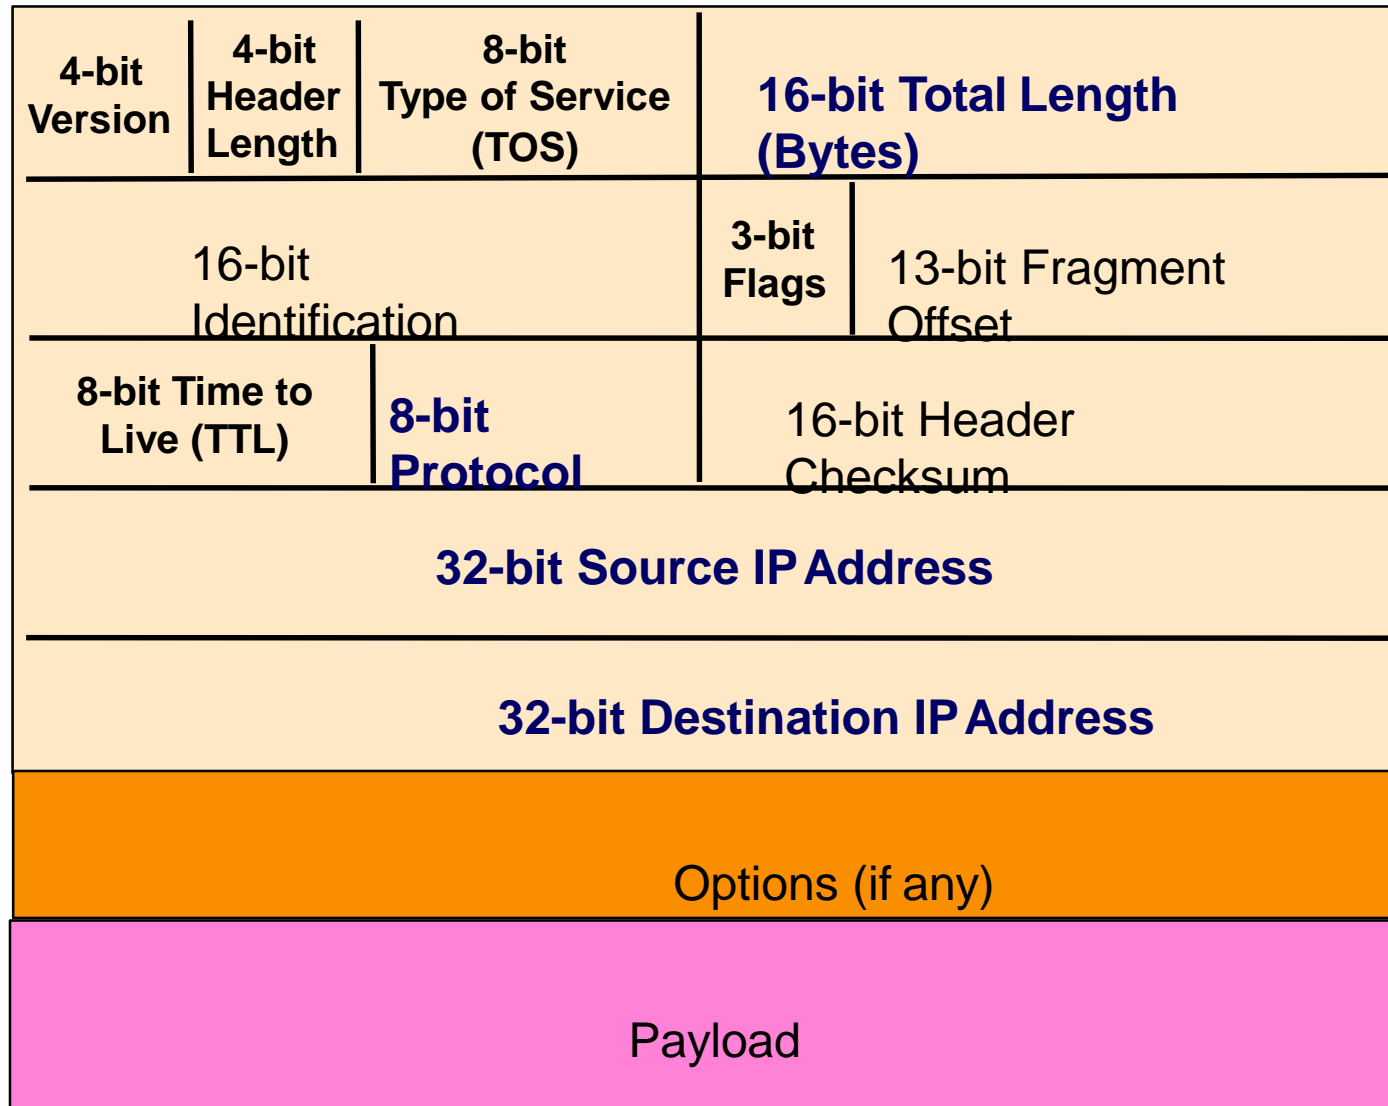 4-bit
Version
4-bit
Header
Length
8-bit
Type of Service
(TOS)
16-bit Total Length
(Bytes)
16-bit
Identification
3-bit
Flags
13-bit Fragment
Offset
8-bit Time to
Live (TTL)
8-bit
Protocol
16-bit Header
Checksum
32-bit Source IP Address
32-bit Destination IP Address
Options (if any)
Payload